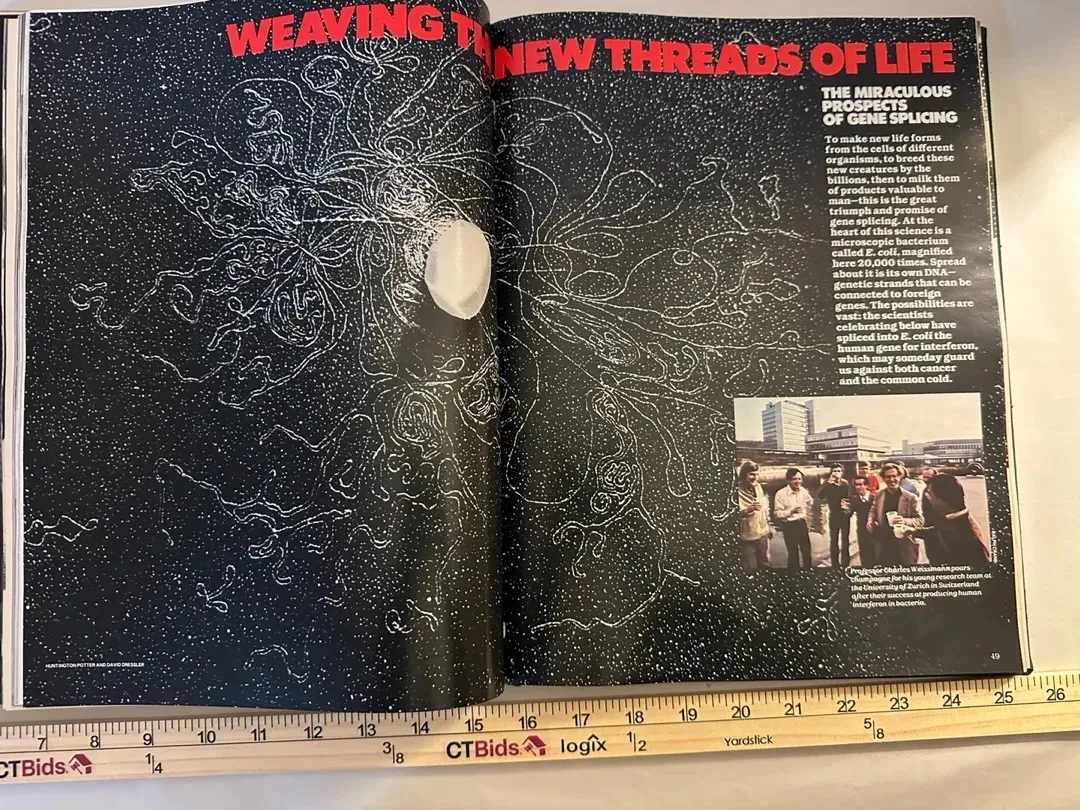 WEAVING TH NEW THREADS OF LIFE
THE MIRACULOUS
PROSPECTS
OF GENE SPLICING
To make new life forms
from the cells of different
organisms, to breed these
new creatures by the
billions, then to milk them
of products valuable to
man—this is the great
triumph and promise of
gene splicing. At the
heart of this science is a
microscopic bacterium
called E. coli, magnified
here 20,000 times. Spread
about it is its own DNA—
genetic strands that can be
connected to foreign
genes. The possibilities are
vast: the scientists
celebrating below have
spliced into E. coli the
human gene for interferon,
which may someday guard
us against both cancer
and the common cold.
Professor Charles Weissmann pours
champagne for his young research team at
the University of Zurich in Switzerland
after their success at producing human
interferon in bacteria.
HUNTINGTON POTTER AND DAVID DRESSLER
49
7 8 9 10 11 12 13 14 15 16 17 18 19 20 21 22 23 24 25 26
1/4 3/8 1/2 5/8
CTBids CTBids logix Yardstick